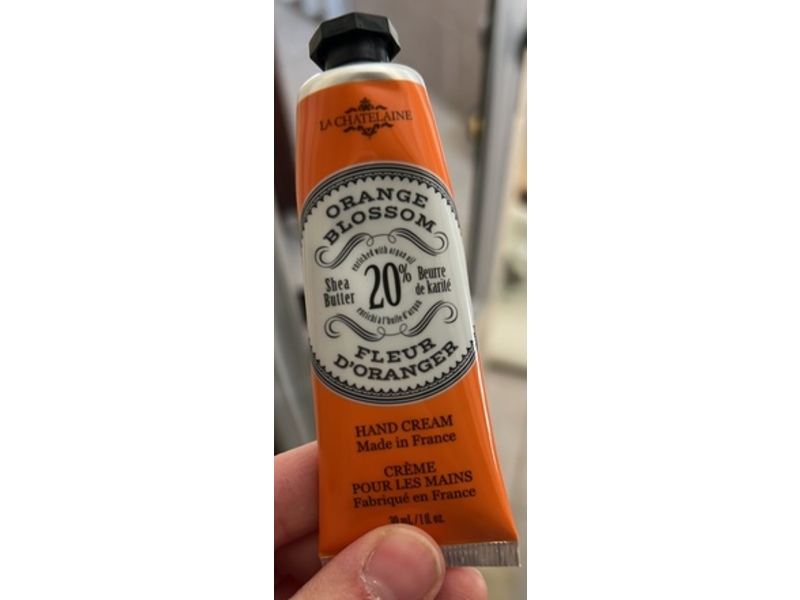 LA CHATELAINE
ORANGE
BLOSSOM
enriched with argan oil
Shea
Butter
20%
Beurre
de karité
enrichi à l'huile d'argan
FLEUR
D'ORANGER
HAND CREAM
Made in France
CRÈME
POUR LES MAINS
Fabriqué en France
30 mL / 1 fl. oz.